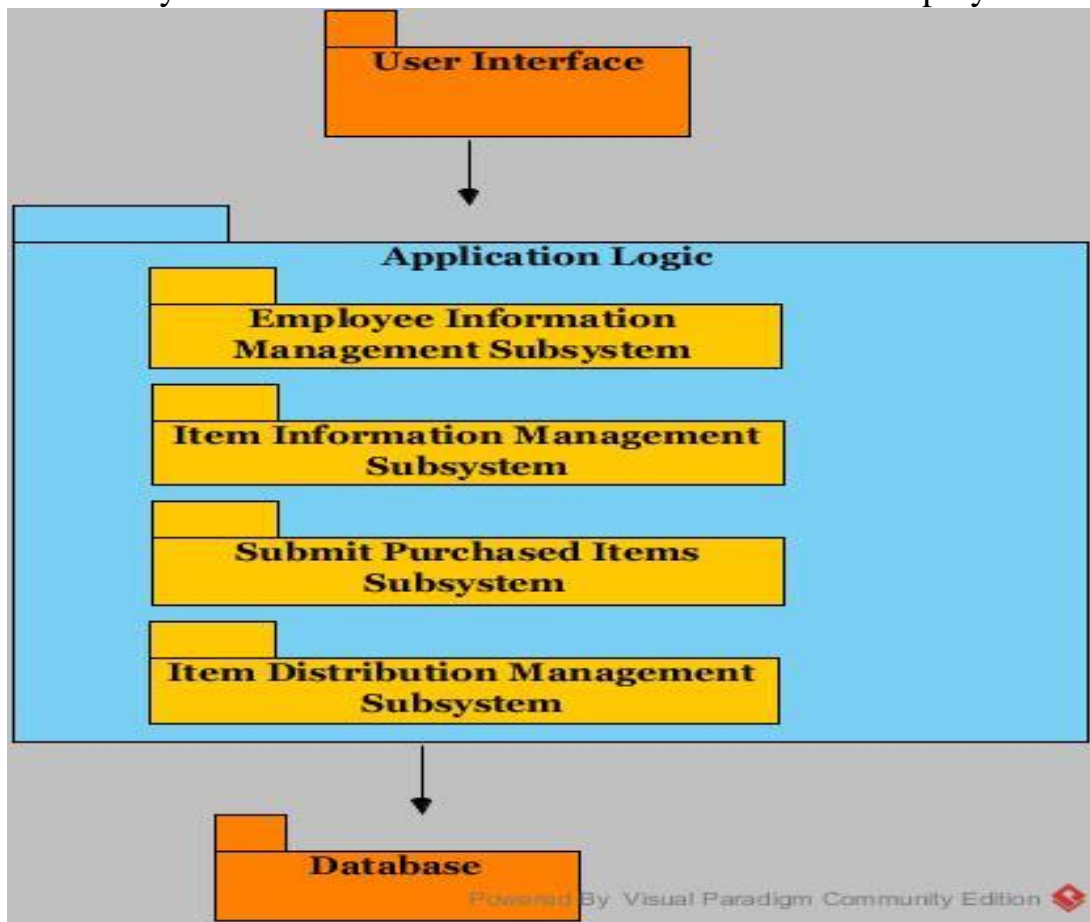 User Interface
Application Logic
Employee Information
Management Subsystem
Item Information Management
Subsystem
Submit Purchased Items
Subsystem
Item Distribution Management
Subsystem
Database
Powered By Visual Paradigm Community Edition